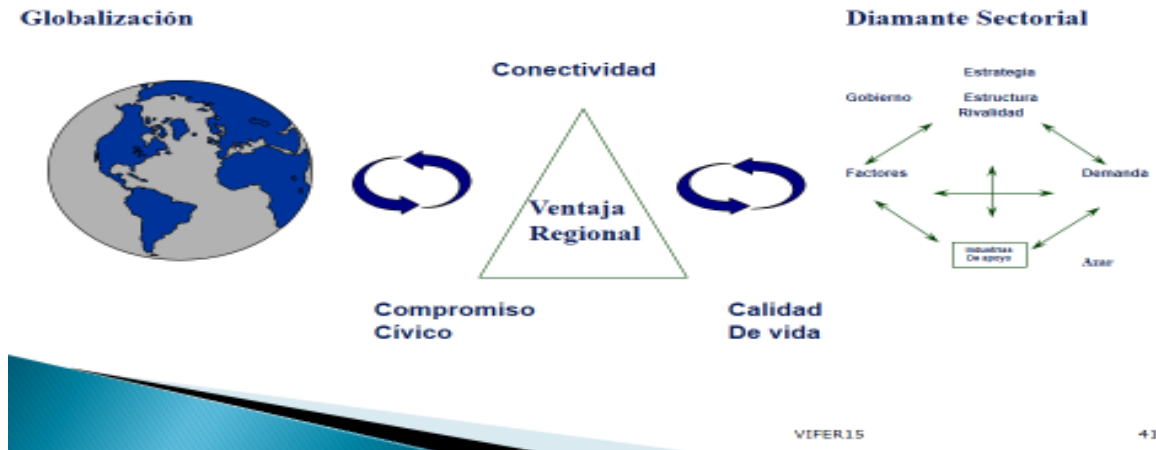 Globalización
Diamante Sectorial
Conectividad
Estrategia
Gobierno
Estructura
Rivalidad
Factores
Demanda
Ventaja
Regional
Industrias
De apoyo
Azar
Compromiso
Cívico
Calidad
De vida
VIFER15
41